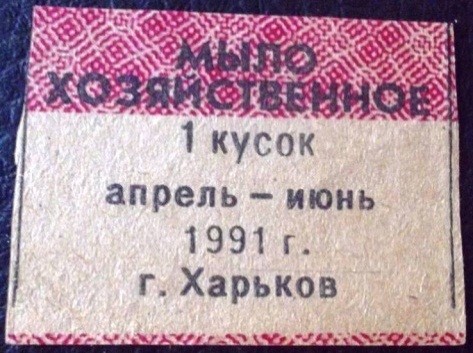 МЫЛО
ХОЗЯЙСТВЕННОЕ
1 кусок
апрель – июнь
1991 г.
г. Харьков